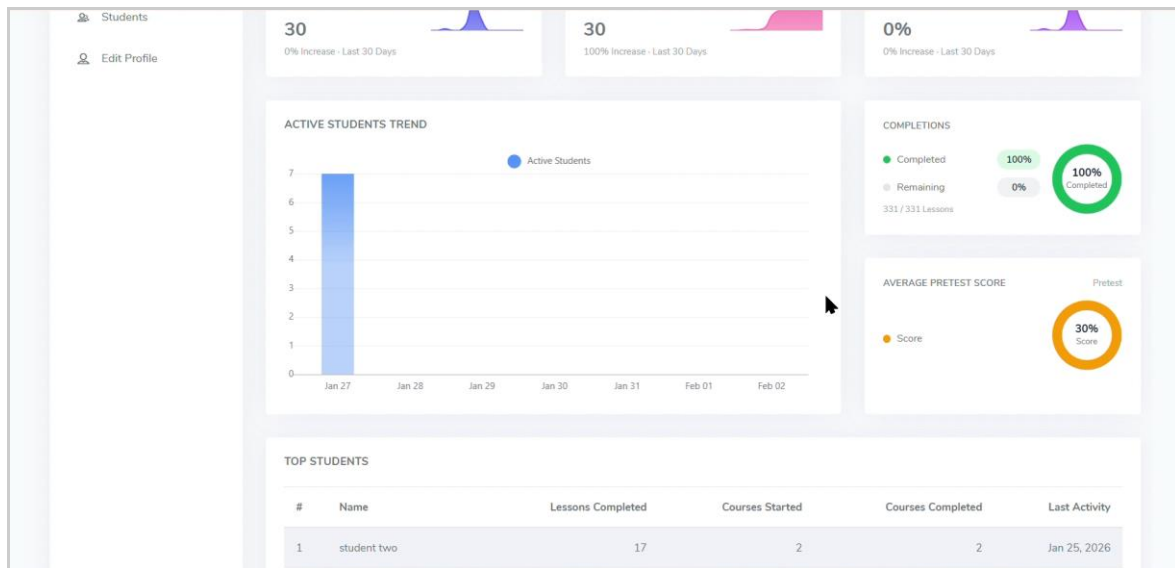 Students
Edit Profile
30
0% Increase - Last 30 Days
30
100% Increase - Last 30 Days
0%
0% Increase - Last 30 Days
ACTIVE STUDENTS TREND
Active Students
7
6
5
4
3
2
1
0
Jan 27 Jan 28 Jan 29 Jan 30 Jan 31 Feb 01 Feb 02
COMPLETIONS
Completed 100%
Remaining 0%
331 / 331 Lessons
100%
Completed
AVERAGE PRETEST SCORE Pretest
Score
30%
Score
TOP STUDENTS
# Name Lessons Completed Courses Started Courses Completed Last Activity
1 student two 17 2 2 Jan 25, 2026